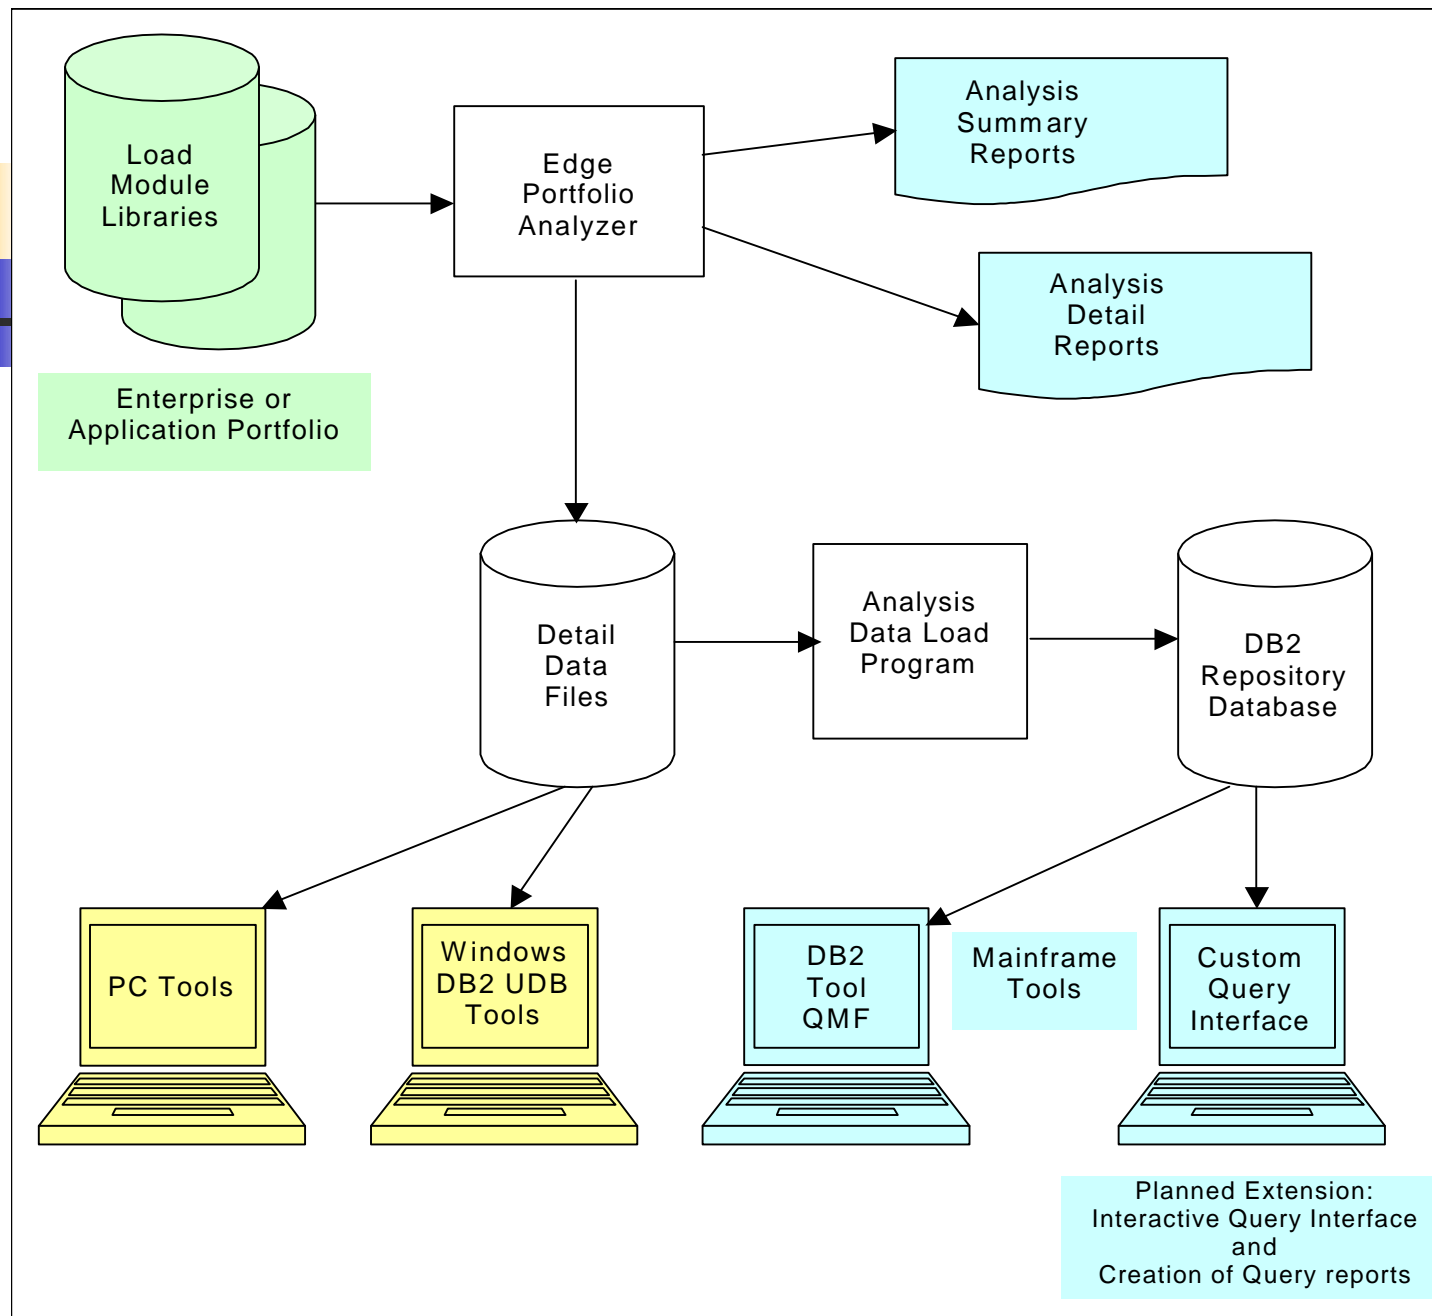 Load
Module
Libraries
Edge
Portfolio
Analyzer
Analysis
Summary
Reports
Analysis
Detail
Reports
Enterprise or
Application Portfolio
Detail
Data
Files
Analysis
Data Load
Program
DB2
Repository
Database
PC Tools
Windows
DB2 UDB
Tools
DB2
Tool
QMF
Mainframe
Tools
Custom
Query
Interface
Planned Extension:
Interactive Query Interface
and
Creation of Query reports